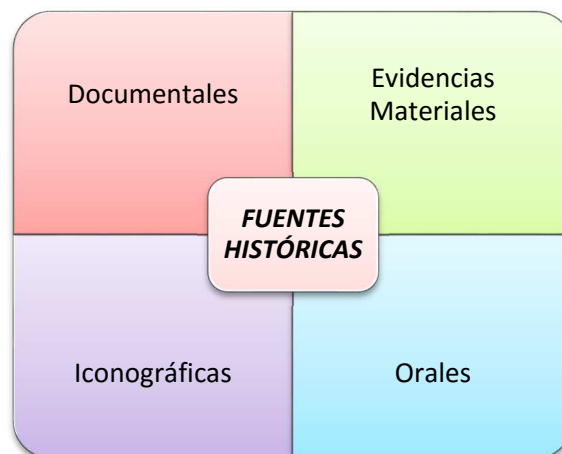 Documentales
Evidencias
Materiales
FUENTES
HISTÓRICAS
Iconográficas
Orales